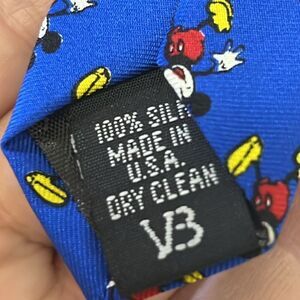 100% SILK
MADE IN
U.S.A.
DRY CLEAN
VB